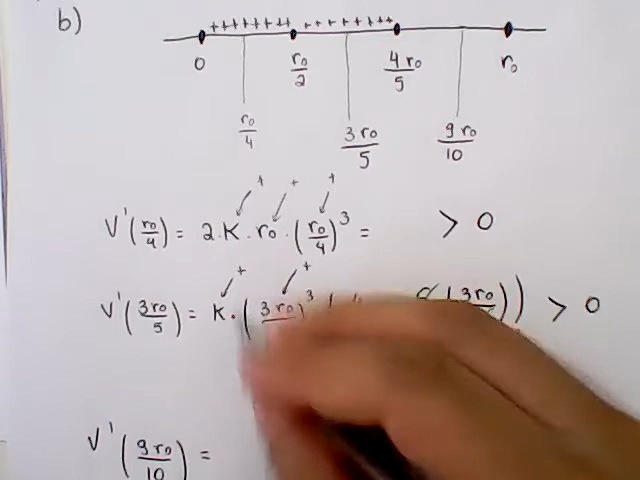 b)
+++++++++ ++++++++
0 r₀/2 4r₀/5 r₀
r₀/4 3r₀/5 9r₀/10
+ + +
V'(r₀/4) = 2.K.r₀.(r₀/4)³ = > 0
+ +
V'(3r₀/5) = K.(3r₀ )³ (3r₀ )) > 0
V'(9r₀/10) =